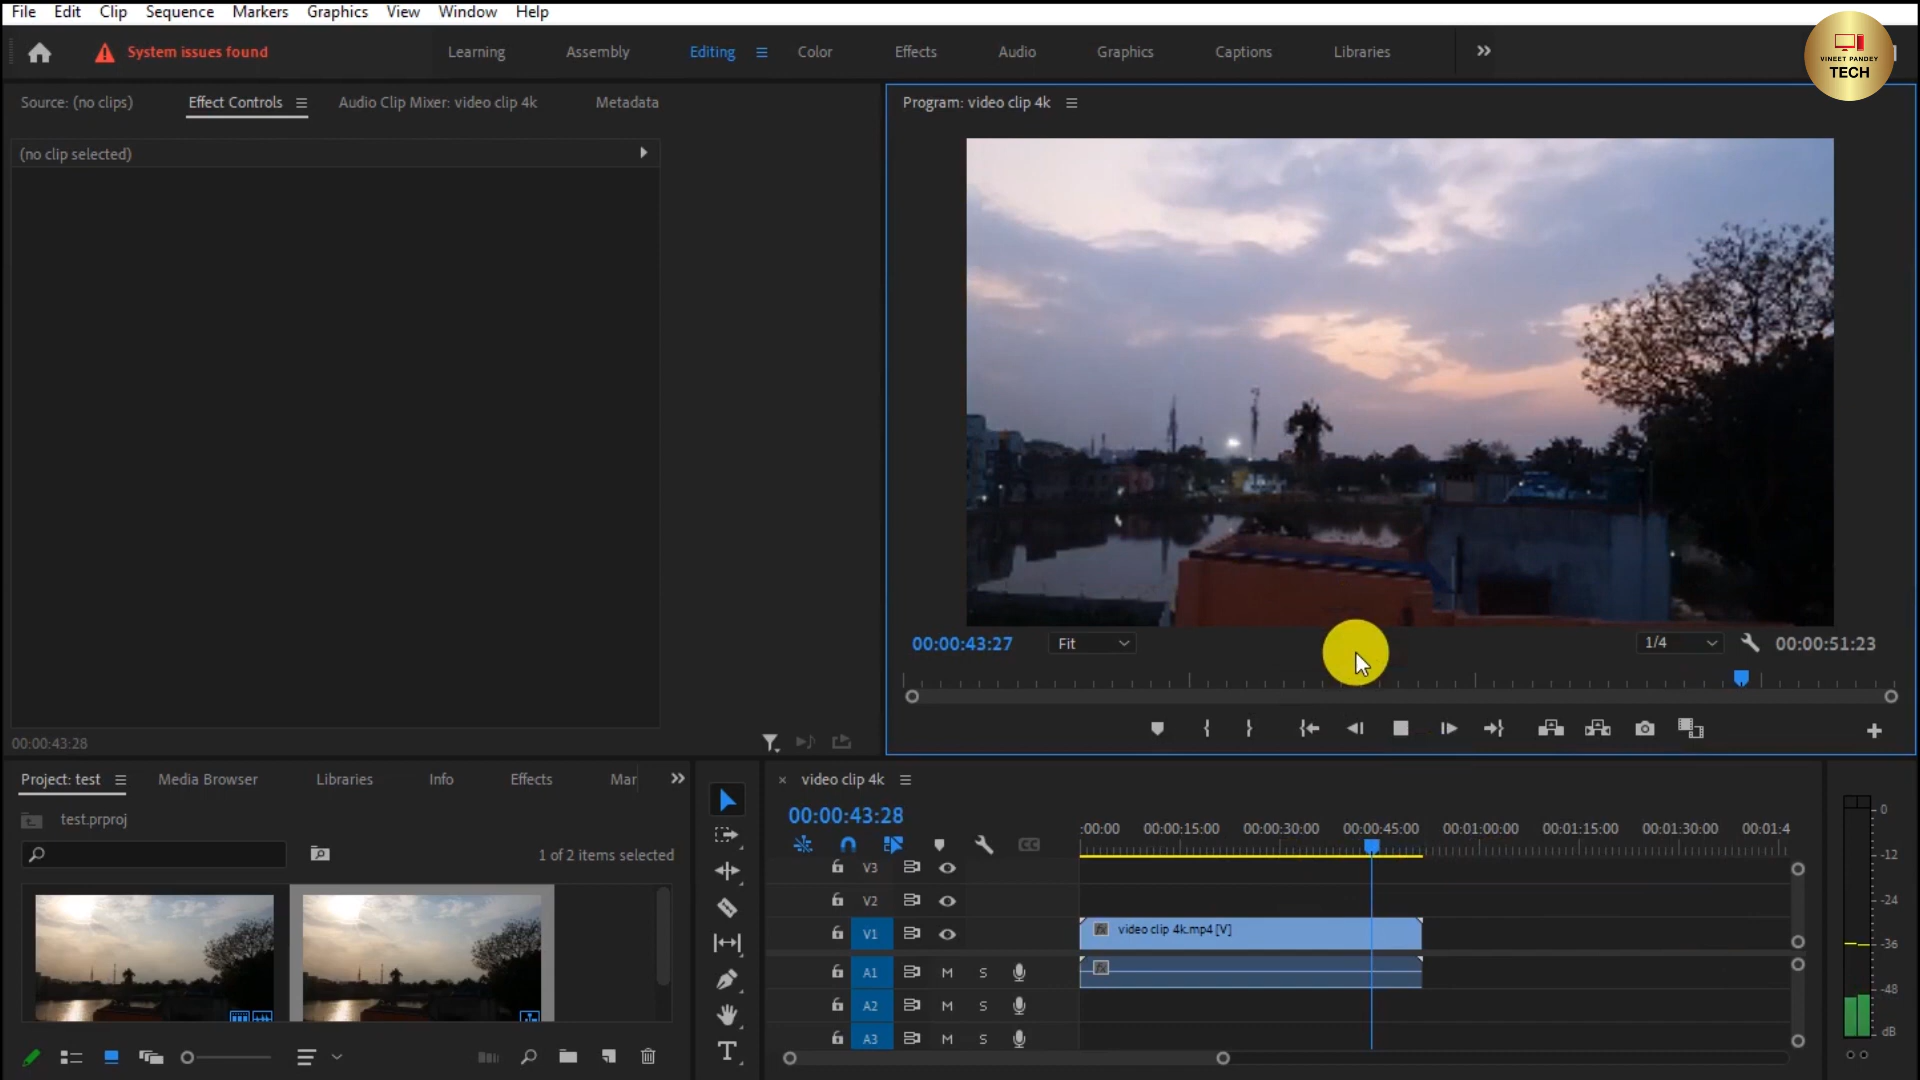 File Edit Clip Sequence Markers Graphics View Window Help
System issues found Learning Assembly Editing Color Effects Audio Graphics Captions Libraries
VINEET PANDEY
TECH
Source: (no clips) Effect Controls Audio Clip Mixer: video clip 4k Metadata
Program: video clip 4k
(no clip selected)
00:00:43:27 Fit 1/4 00:00:51:23
00:00:43:28
Project: test Media Browser Libraries Info Effects Mar
video clip 4k
test.prproj
00:00:43:28
:00:00 00:00:15:00 00:00:30:00 00:00:45:00 00:01:00:00 00:01:15:00 00:01:30:00 00:01:4
1 of 2 items selected
CC
V3
V2
V1 video clip 4k.mp4 [V]
A1 M S
A2 M S
A3 M S
fx
fx
0
-12
-24
-36
-48
dB